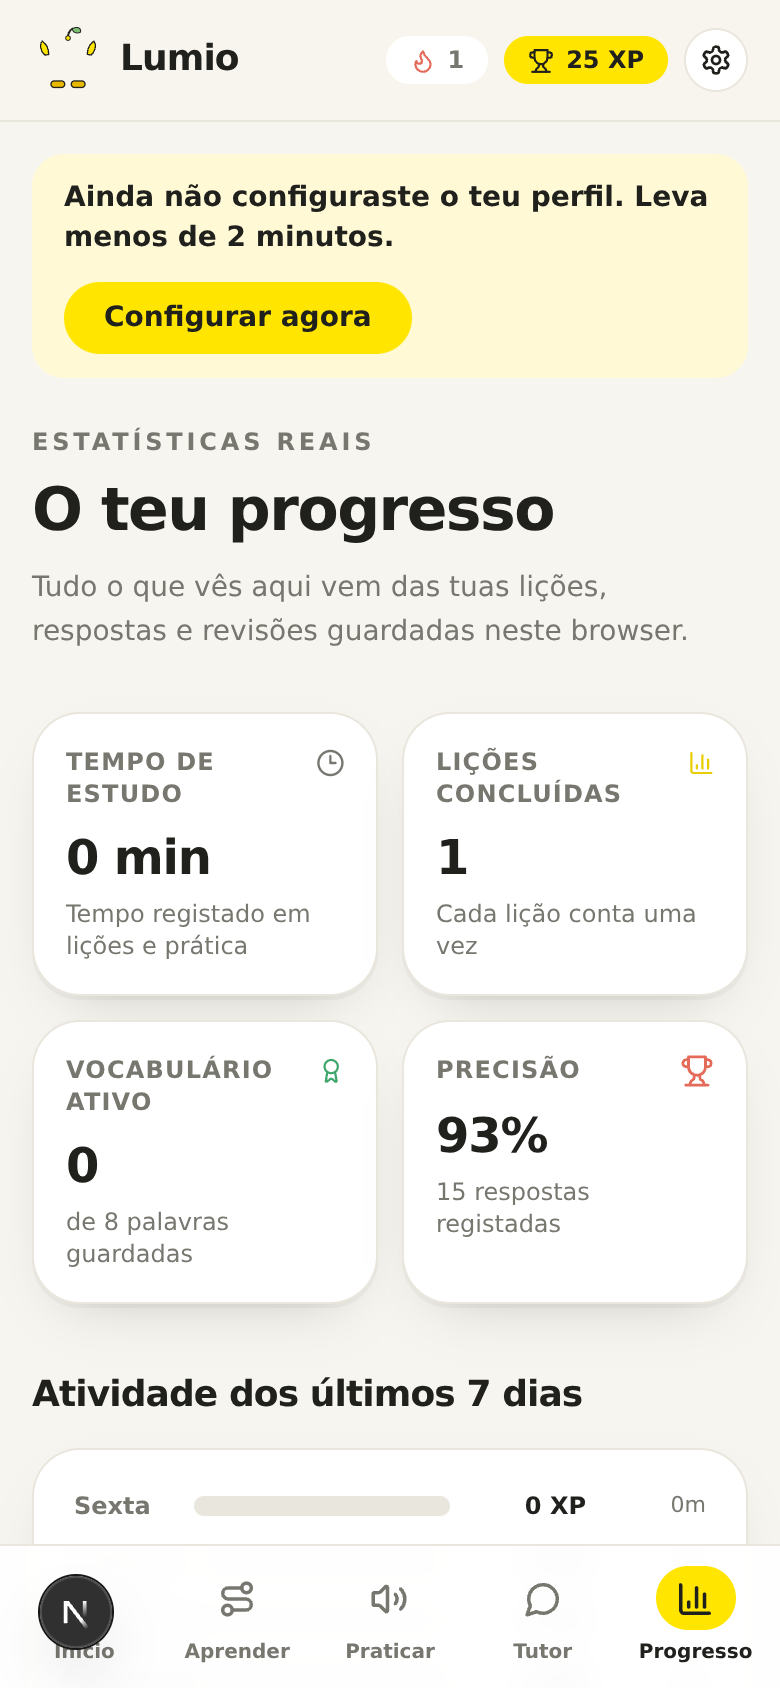 Lumio
1
25 XP
Ainda não configuraste o teu perfil. Leva
menos de 2 minutos.
Configurar agora
ESTATÍSTICAS REAIS
O teu progresso
Tudo o que vês aqui vem das tuas lições,
respostas e revisões guardadas neste browser.
TEMPO DE
ESTUDO
0 min
Tempo registado em
lições e prática
LIÇÕES
CONCLUÍDAS
1
Cada lição conta uma
vez
VOCABULÁRIO
ATIVO
0
de 8 palavras
guardadas
PRECISÃO
93%
15 respostas
registadas
Atividade dos últimos 7 dias
Sexta
0 XP
0m
N
Início
Aprender
Praticar
Tutor
Progresso